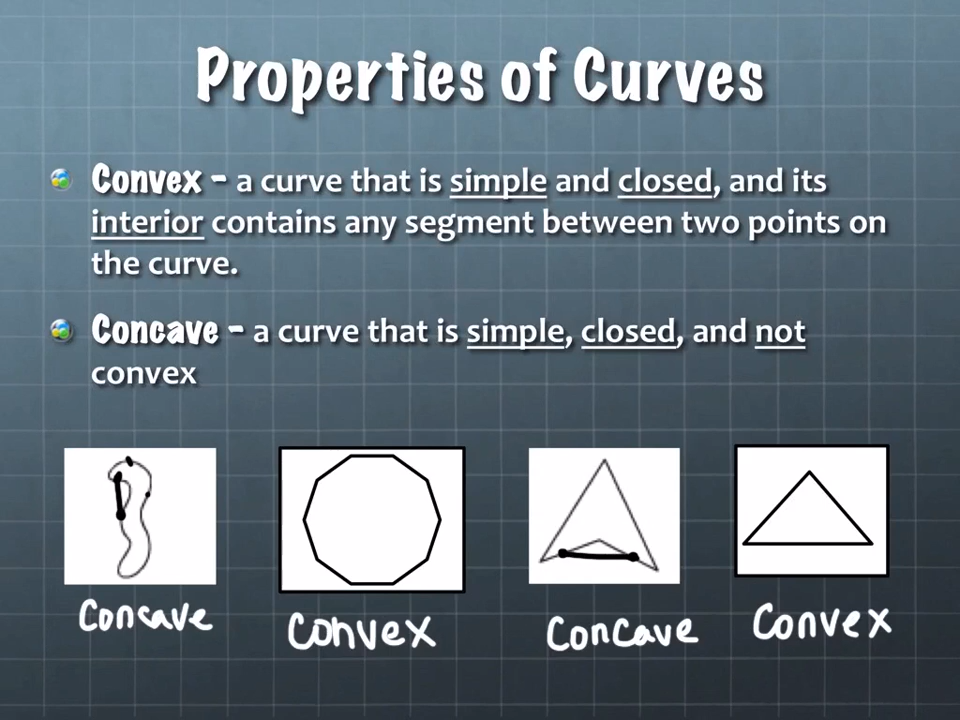 Properties of Curves
Convex - a curve that is simple and closed, and its
interior contains any segment between two points on
the curve.
Concave - a curve that is simple, closed, and not
convex
Concave
Convex
Concave
Convex